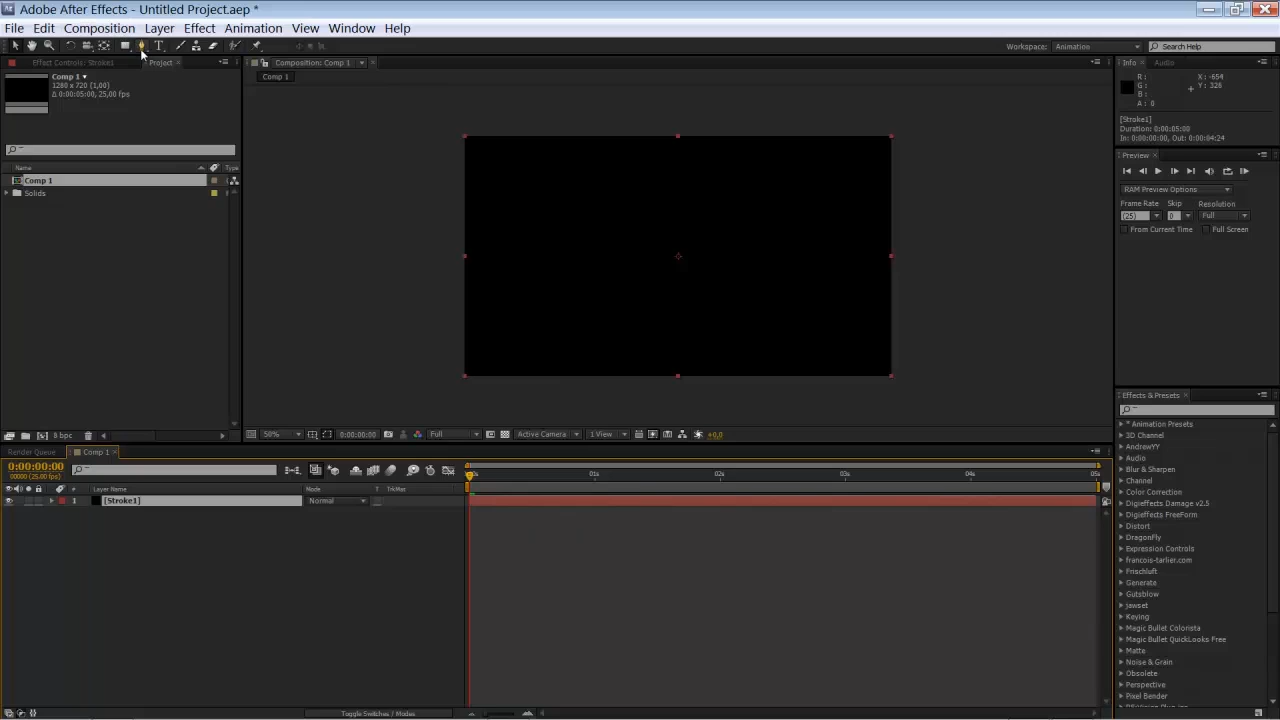 Adobe After Effects - Untitled Project.aep *
File Edit Composition Layer Effect Animation View Window Help
Workspace: Animation Search Help
Effect Controls: Stroke1 Project
Comp 1
1280 x 720 (1,00)
Δ 0:00:05:00, 25,00 fps
Name Type
Comp 1
Solids
8 bpc
Composition: Comp 1
Comp 1
58% 0:00:00:00 Full Active Camera 1 View +0,0
Info Audio
R: X: -654
G: Y: 326
B:
A: 0
[Stroke1]
Duration: 0:00:05:00
In: 0:00:00:00, Out: 0:00:04:24
Preview
RAM Preview Options
Frame Rate Skip Resolution
(25) 0 Full
From Current Time Full Screen
Effects & Presets
* Animation Presets
3D Channel
AndrewYY
Audio
Blur & Sharpen
Channel
Color Correction
Digieffects Damage v2.5
Digieffects FreeForm
Distort
DragonFly
Expression Controls
francois-tarlier.com
Frischluft
Generate
Gutsblow
jawset
Keying
Magic Bullet Colorista
Magic Bullet QuickLooks Free
Matte
Noise & Grain
Obsolete
Perspective
Pixel Bender
Render Queue Comp 1
0:00:00:00
00000 (25.00 fps)
01s 02s 03s 04s 05s
# Layer Name Mode T TrkMat
1 [Stroke1] Normal
Toggle Switches / Modes